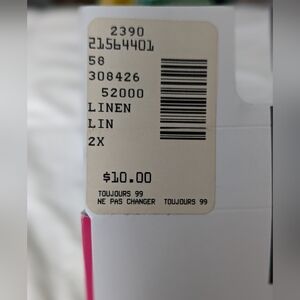 2390
21564401
58
308426
52000
LINEN
LIN
2X
$10.00
TOUJOURS 99
NE PAS CHANGER TOUJOURS 99